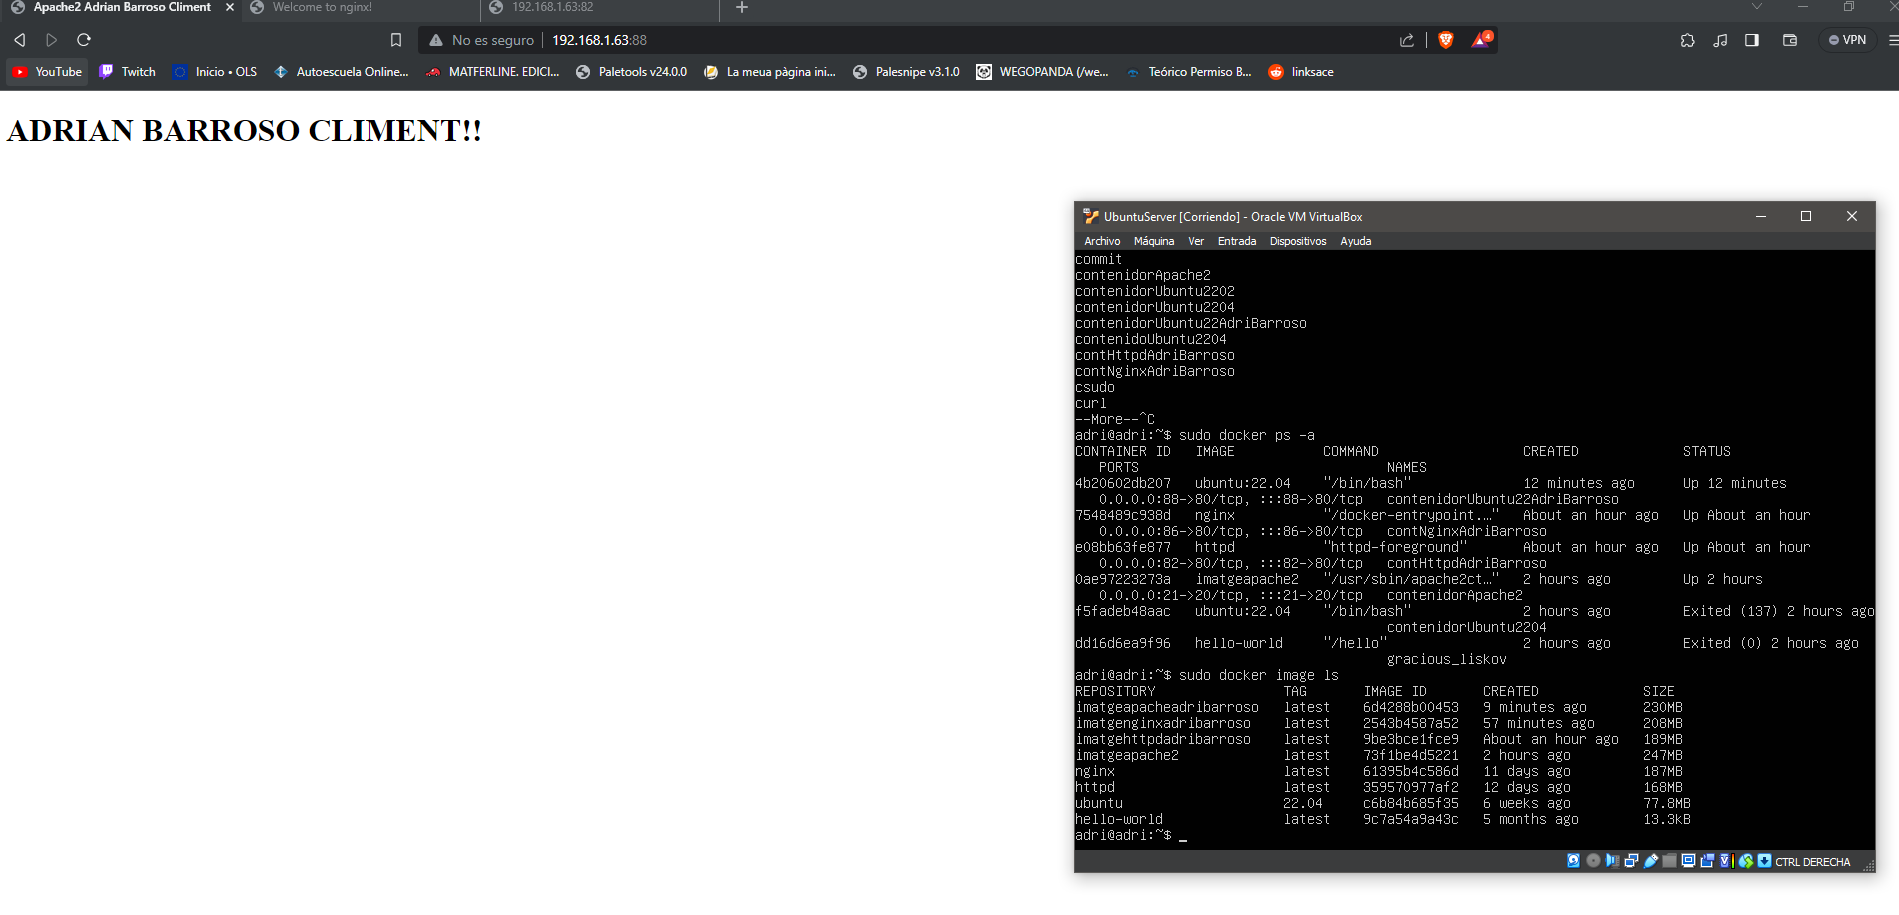 Apache2 Adrian Barroso Climent
Welcome to nginx!
192.168.1.63:82
No es seguro
192.168.1.63:88
4
VPN
YouTube
Twitch
Inicio • OLS
Autoescuela Online...
MATFERLINE. EDICI...
Paletools v24.0.0
La meua pàgina ini...
Palesnipe v3.1.0
WEGOPANDA (/we...
Teórico Permiso B...
linksace
ADRIAN BARROSO CLIMENT!!
UbuntuServer [Corriendo] - Oracle VM VirtualBox
Archivo Máquina Ver Entrada Dispositivos Ayuda
commit
contenidorApache2
contenidorUbuntu2202
contenidorUbuntu2204
contenidorUbuntu22AdriBarroso
contenidoUbuntu2204
contHttpdAdriBarroso
contNginxAdriBarroso
csudo
curl
--More--^C
adri@adri:~$ sudo docker ps -a
CONTAINER ID   IMAGE           COMMAND                  CREATED             STATUS
   PORTS                               NAMES
4b20602db207   ubuntu:22.04    "/bin/bash"              12 minutes ago      Up 12 minutes
   0.0.0.0:88->80/tcp, :::88->80/tcp   contenidorUbuntu22AdriBarroso
7548489c938d   nginx           "/docker-entrypoint.…"   About an hour ago   Up About an hour
   0.0.0.0:86->80/tcp, :::86->80/tcp   contNginxAdriBarroso
e08bb63fe877   httpd           "httpd-foreground"       About an hour ago   Up About an hour
   0.0.0.0:82->80/tcp, :::82->80/tcp   contHttpdAdriBarroso
0ae97223273a   imatgeapache2   "/usr/sbin/apache2ct…"   2 hours ago         Up 2 hours
   0.0.0.0:21->20/tcp, :::21->20/tcp   contenidorApache2
f5fadeb48aac   ubuntu:22.04    "/bin/bash"              2 hours ago         Exited (137) 2 hours ago
                                       contenidorUbuntu2204
dd16d6ea9f96   hello-world     "/hello"                 2 hours ago         Exited (0) 2 hours ago
                                       gracious_liskov
adri@adri:~$ sudo docker image ls
REPOSITORY                TAG       IMAGE ID       CREATED             SIZE
imatgeapacheadribarroso   latest    6d4288b00453   9 minutes ago       230MB
imatgenginxadribarroso    latest    2543b4587a52   57 minutes ago      208MB
imatgehttpdadribarroso    latest    9be3bce1fce9   About an hour ago   189MB
imatgeapache2             latest    73f1be4d5221   2 hours ago         247MB
nginx                     latest    61395b4c586d   11 days ago         187MB
httpd                     latest    359570977af2   12 days ago         168MB
ubuntu                    22.04     c6b84b685f35   6 weeks ago         77.8MB
hello-world               latest    9c7a54a9a43c   5 months ago        13.3kB
adri@adri:~$ _
CTRL DERECHA